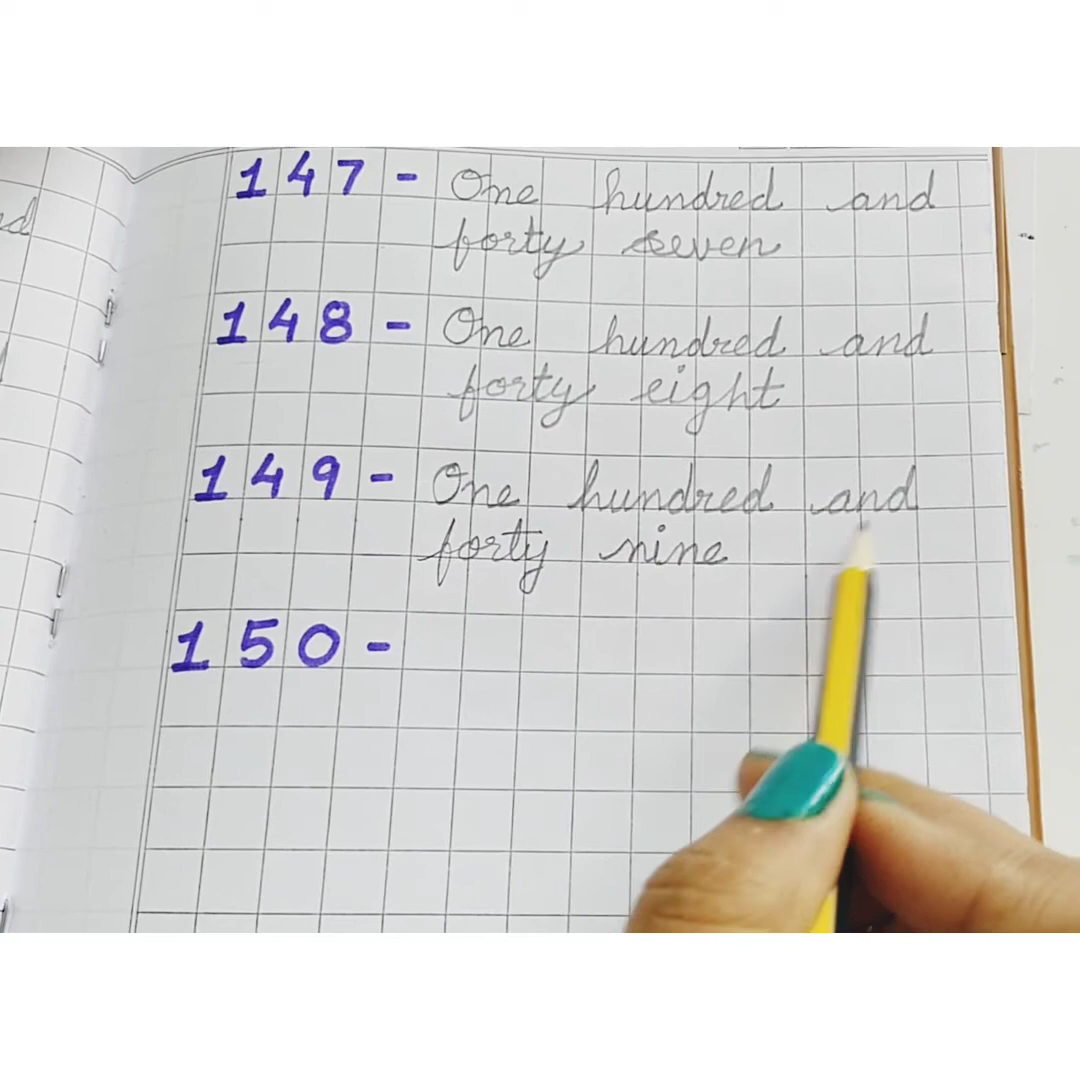 147 - One hundred and
forty seven
148 - One hundred and
forty eight
149 - One hundred and
forty nine
150 -